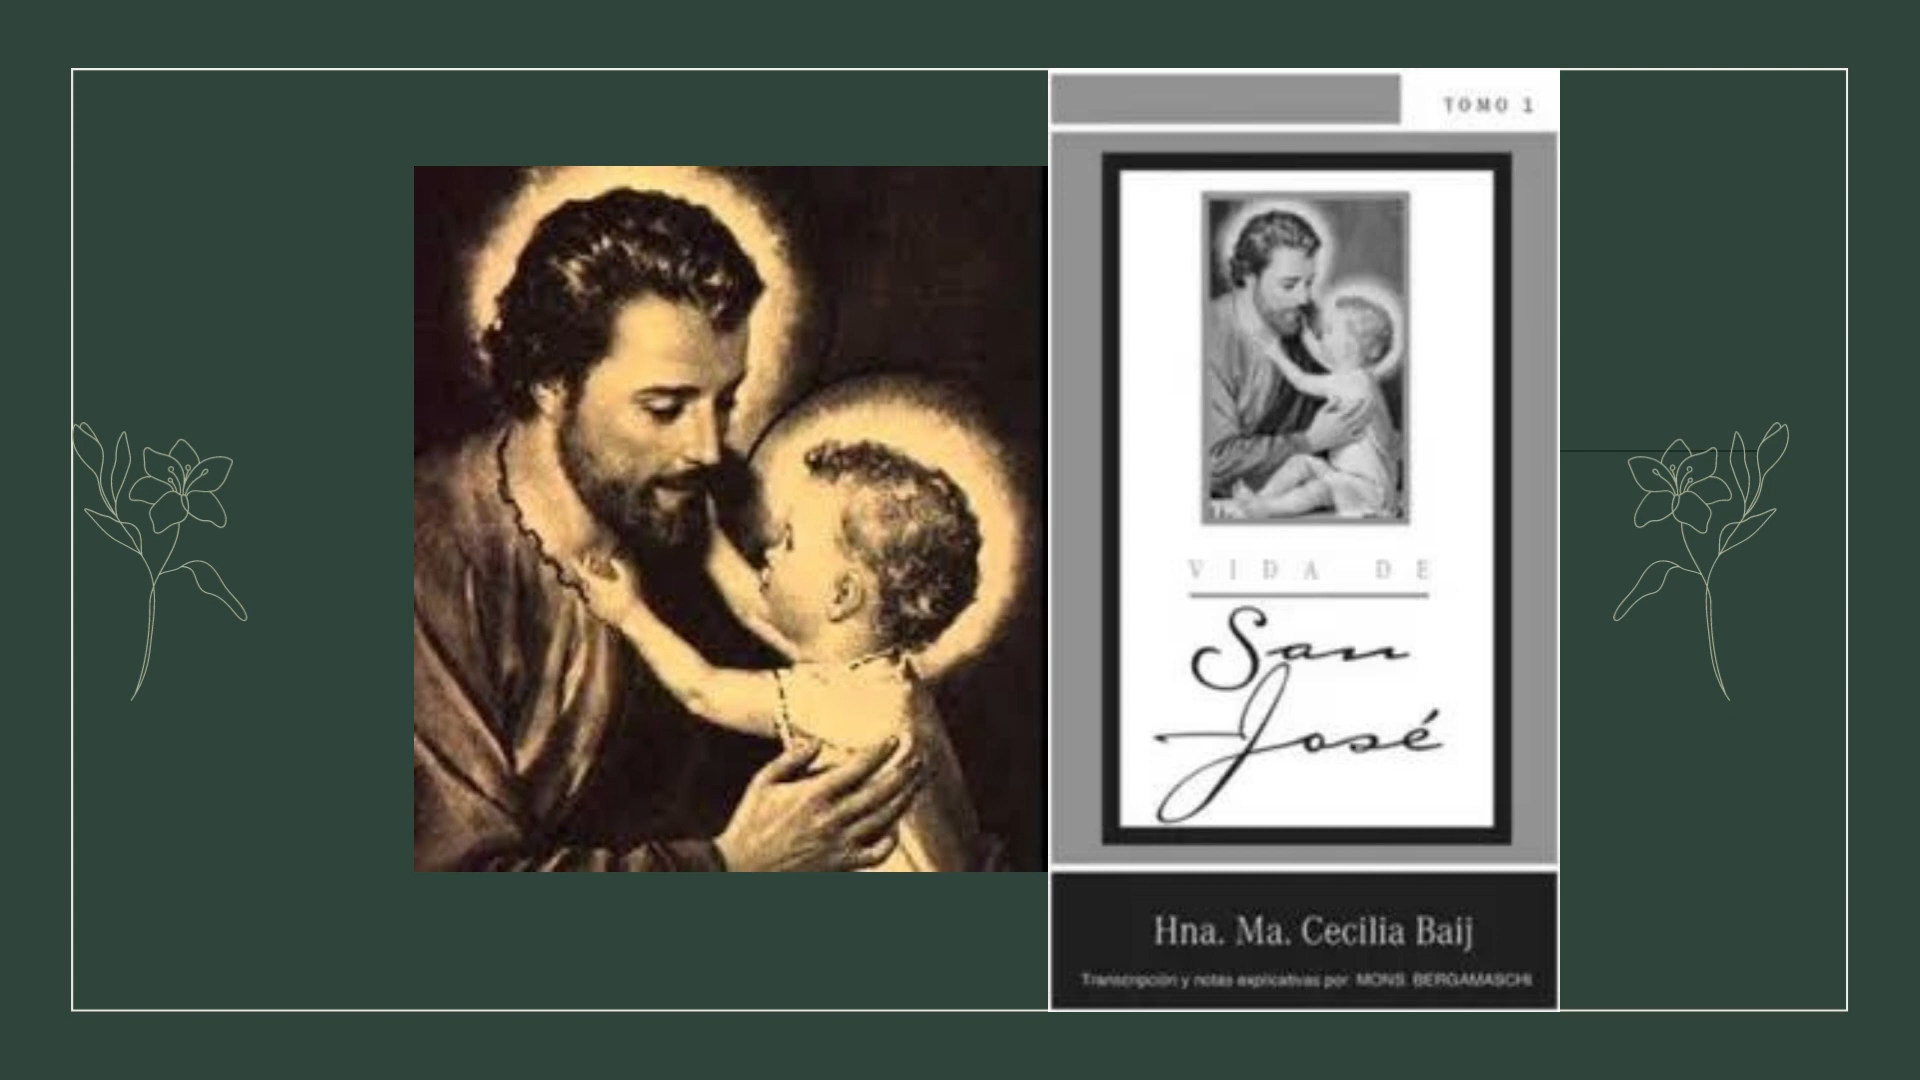 TOMO 1
VIDA DE
San
José
Hna. Ma. Cecilia Baij
Transcripción y notas explicativas por: MONS. BERGAMASCHI